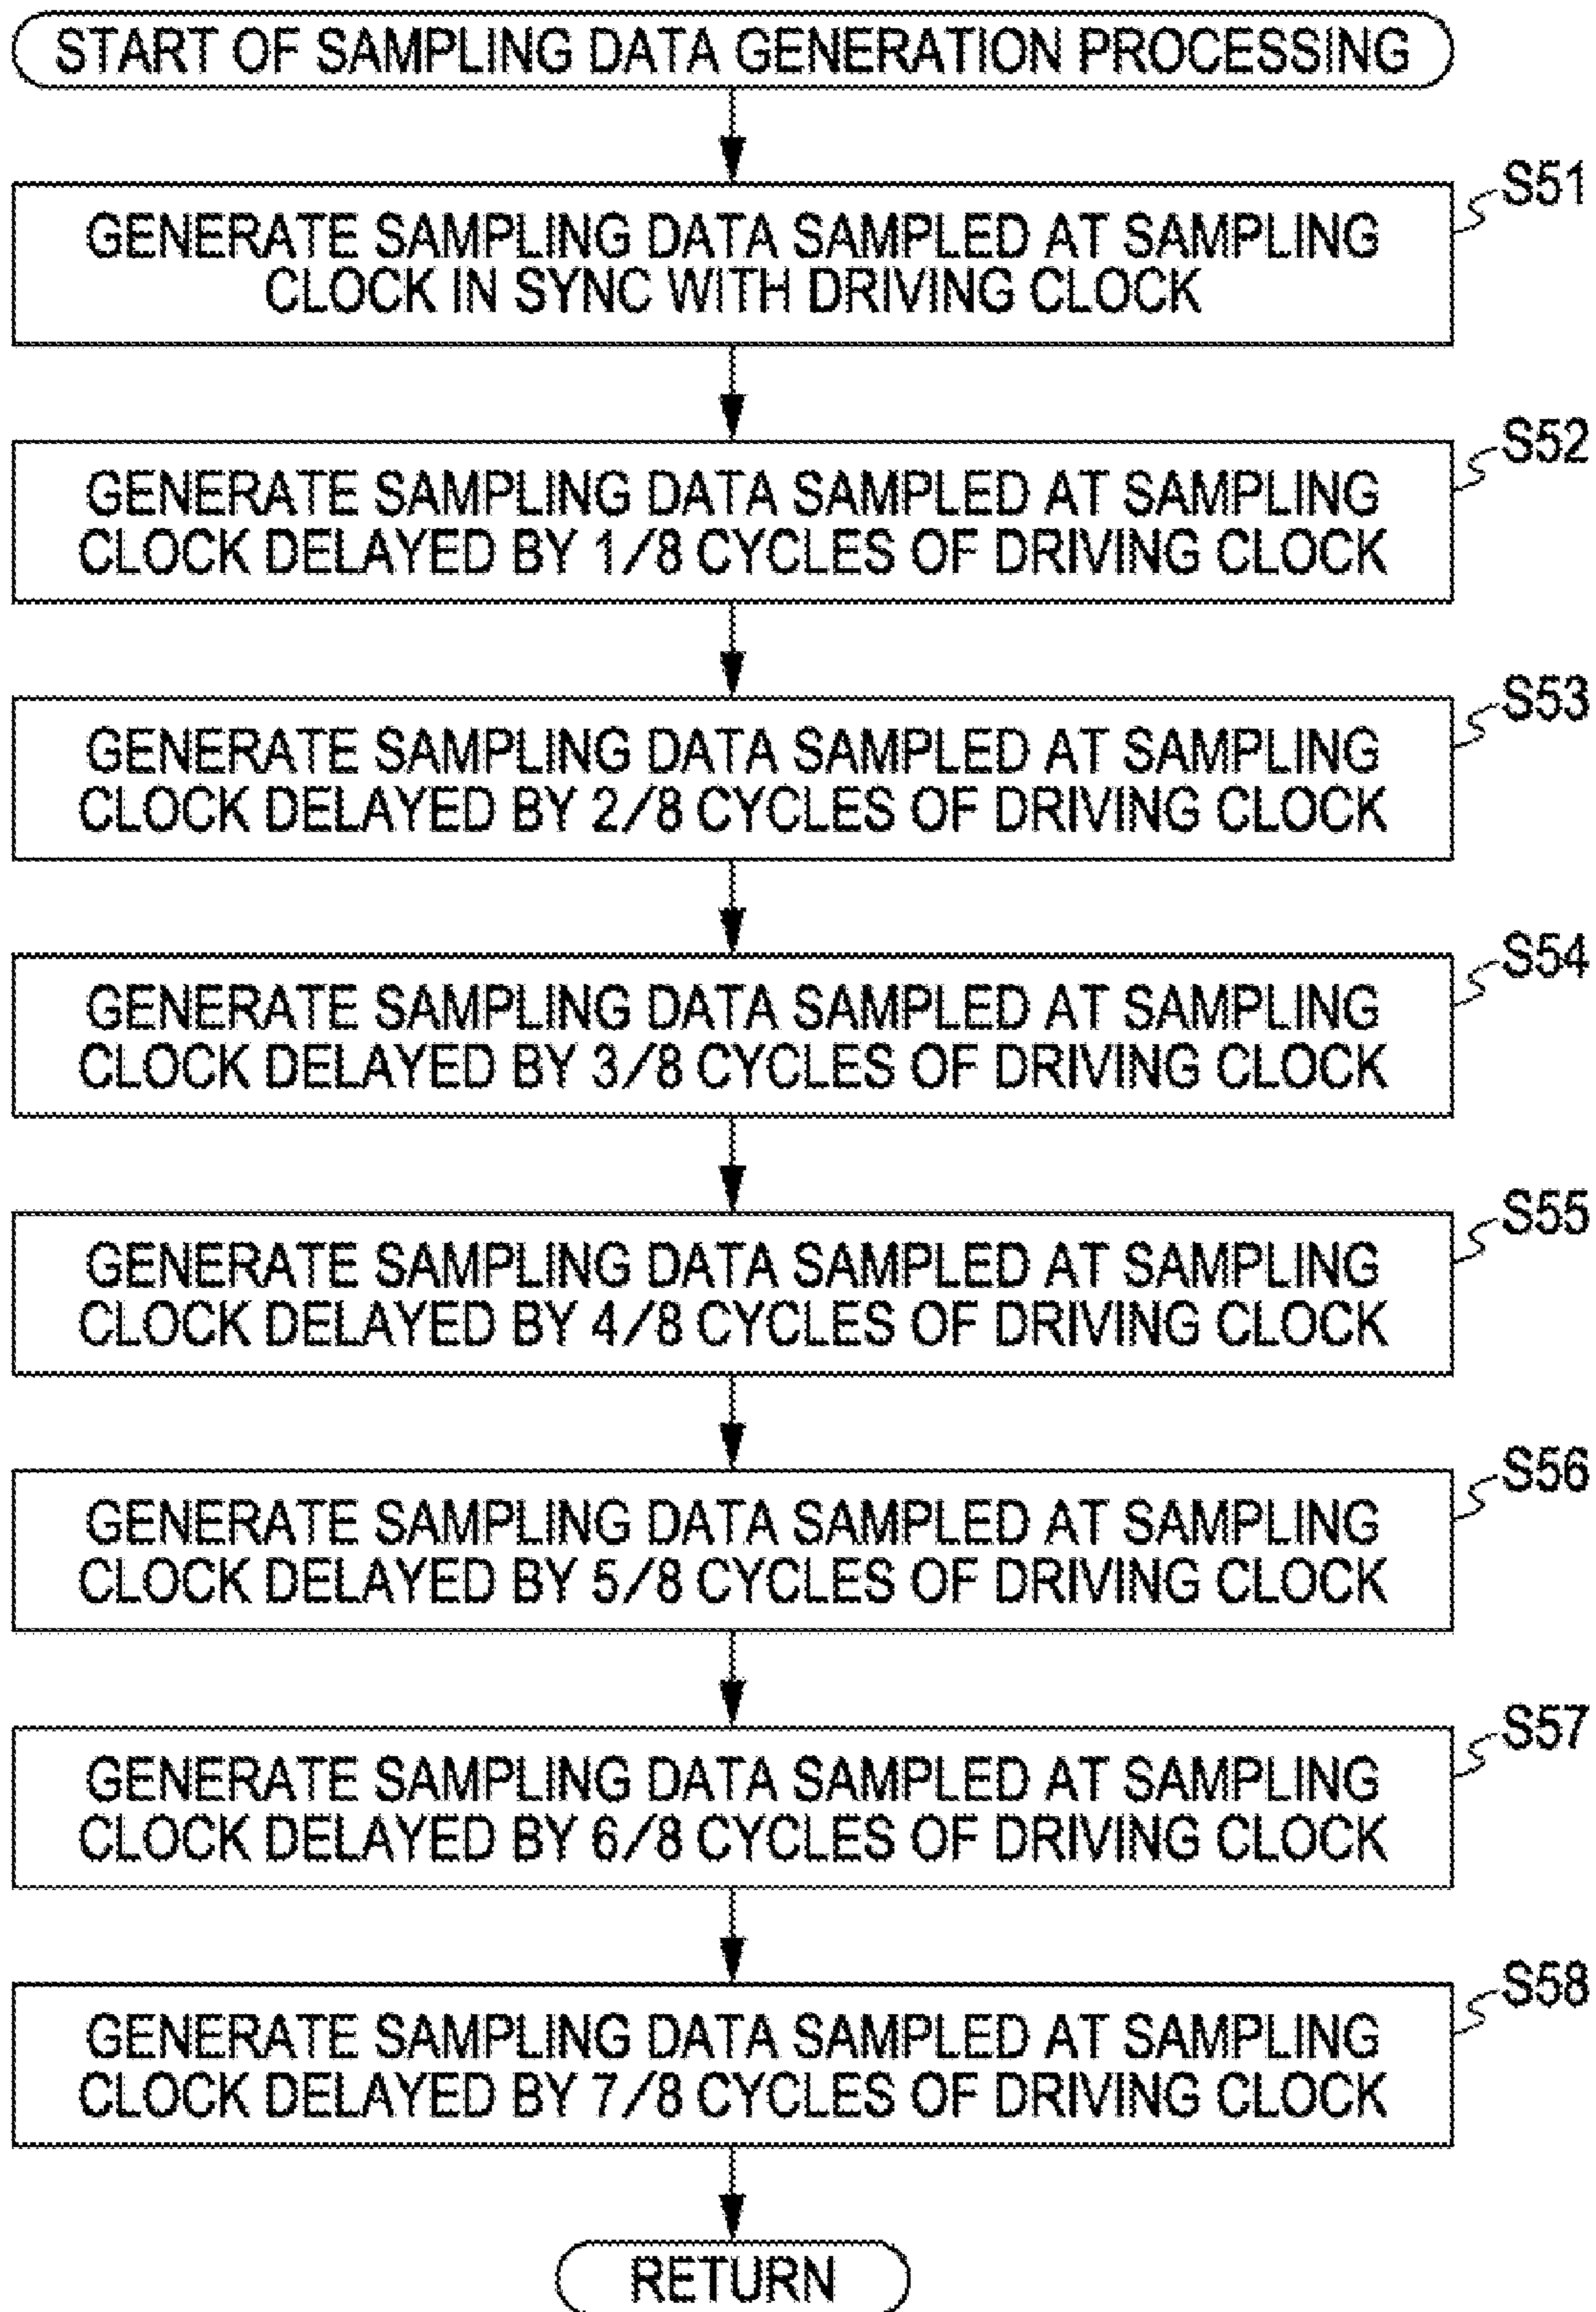 START OF SAMPLING DATA GENERATION PROCESSING
S51
GENERATE SAMPLING DATA SAMPLED AT SAMPLING
CLOCK IN SYNC WITH DRIVING CLOCK
S52
GENERATE SAMPLING DATA SAMPLED AT SAMPLING
CLOCK DELAYED BY 1/8 CYCLES OF DRIVING CLOCK
S53
GENERATE SAMPLING DATA SAMPLED AT SAMPLING
CLOCK DELAYED BY 2/8 CYCLES OF DRIVING CLOCK
S54
GENERATE SAMPLING DATA SAMPLED AT SAMPLING
CLOCK DELAYED BY 3/8 CYCLES OF DRIVING CLOCK
S55
GENERATE SAMPLING DATA SAMPLED AT SAMPLING
CLOCK DELAYED BY 4/8 CYCLES OF DRIVING CLOCK
S56
GENERATE SAMPLING DATA SAMPLED AT SAMPLING
CLOCK DELAYED BY 5/8 CYCLES OF DRIVING CLOCK
S57
GENERATE SAMPLING DATA SAMPLED AT SAMPLING
CLOCK DELAYED BY 6/8 CYCLES OF DRIVING CLOCK
S58
GENERATE SAMPLING DATA SAMPLED AT SAMPLING
CLOCK DELAYED BY 7/8 CYCLES OF DRIVING CLOCK
RETURN